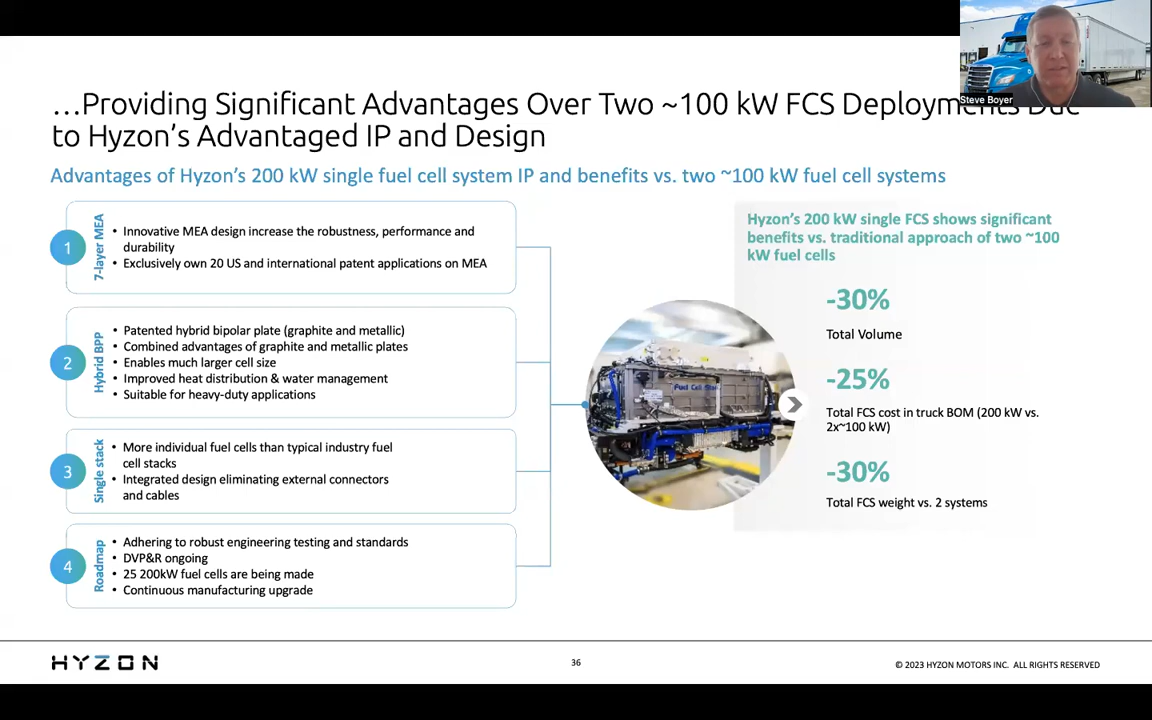 Steve Boyer
...Providing Significant Advantages Over Two ~100 kW FCS Deployments Due
to Hyzon's Advantaged IP and Design
Advantages of Hyzon's 200 kW single fuel cell system IP and benefits vs. two ~100 kW fuel cell systems
1
7-layer MEA
• Innovative MEA design increase the robustness, performance and
durability
• Exclusively own 20 US and international patent applications on MEA
2
Hybrid BPP
• Patented hybrid bipolar plate (graphite and metallic)
• Combined advantages of graphite and metallic plates
• Enables much larger cell size
• Improved heat distribution & water management
• Suitable for heavy-duty applications
3
Single stack
• More individual fuel cells than typical industry fuel
cell stacks
• Integrated design eliminating external connectors
and cables
4
Roadmap
• Adhering to robust engineering testing and standards
• DVP&R ongoing
• 25 200kW fuel cells are being made
• Continuous manufacturing upgrade
Fuel Cell
Hyzon's 200 kW single FCS shows significant
benefits vs. traditional approach of two ~100
kW fuel cells
-30%
Total Volume
-25%
Total FCS cost in truck BOM (200 kW vs.
2x~100 kW)
-30%
Total FCS weight vs. 2 systems
HYZON
36
© 2023 HYZON MOTORS INC. ALL RIGHTS RESERVED